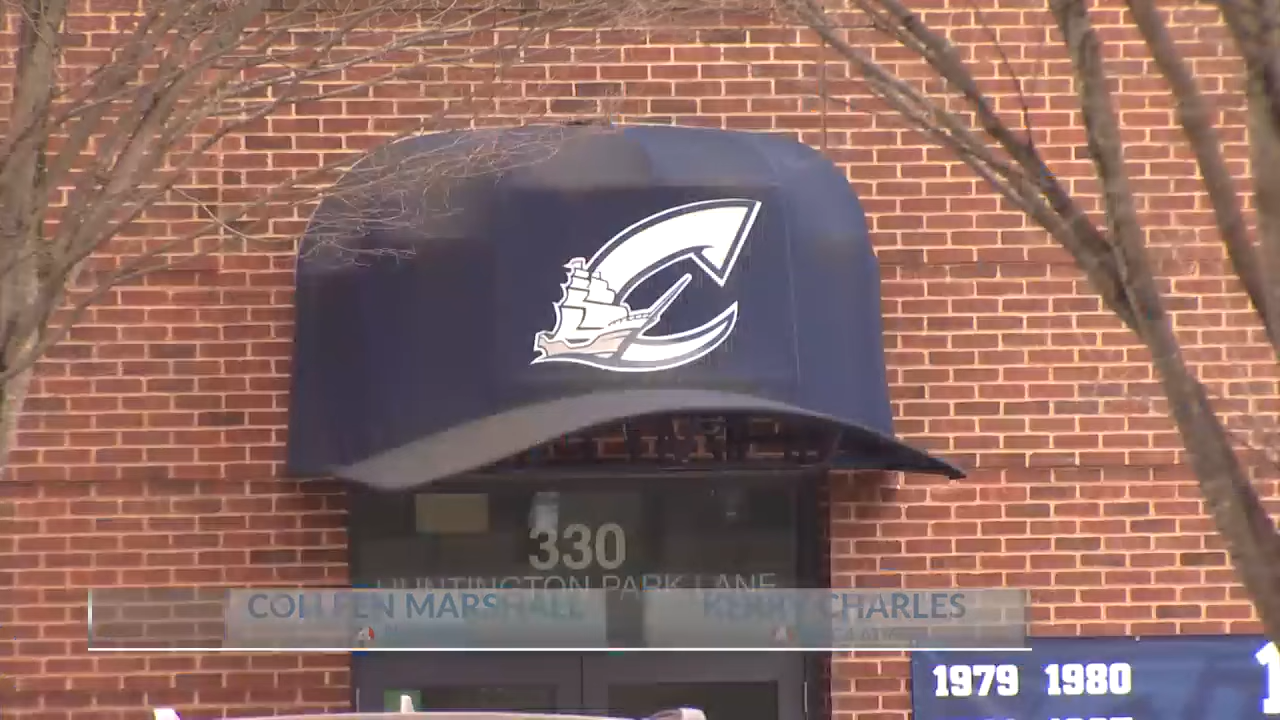 330
HUNTINGTON PARK LANE
COLLEEN MARSHALL KERRY CHARLES
1979 1980